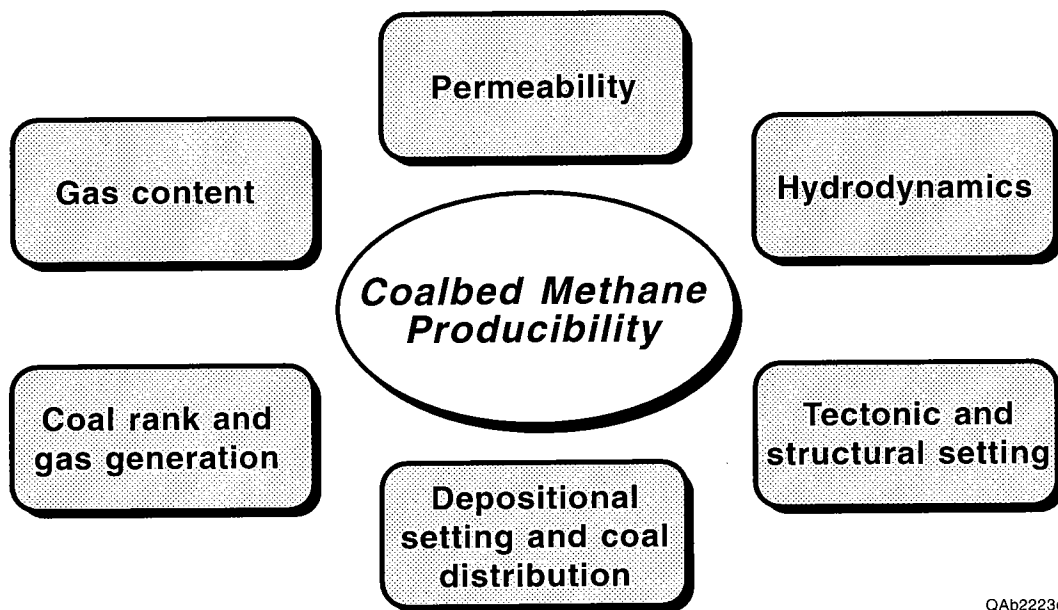 Permeability
Gas content
Hydrodynamics
Coalbed Methane
Producibility
Coal rank and
gas generation
Tectonic and
structural setting
Depositional
setting and coal
distribution